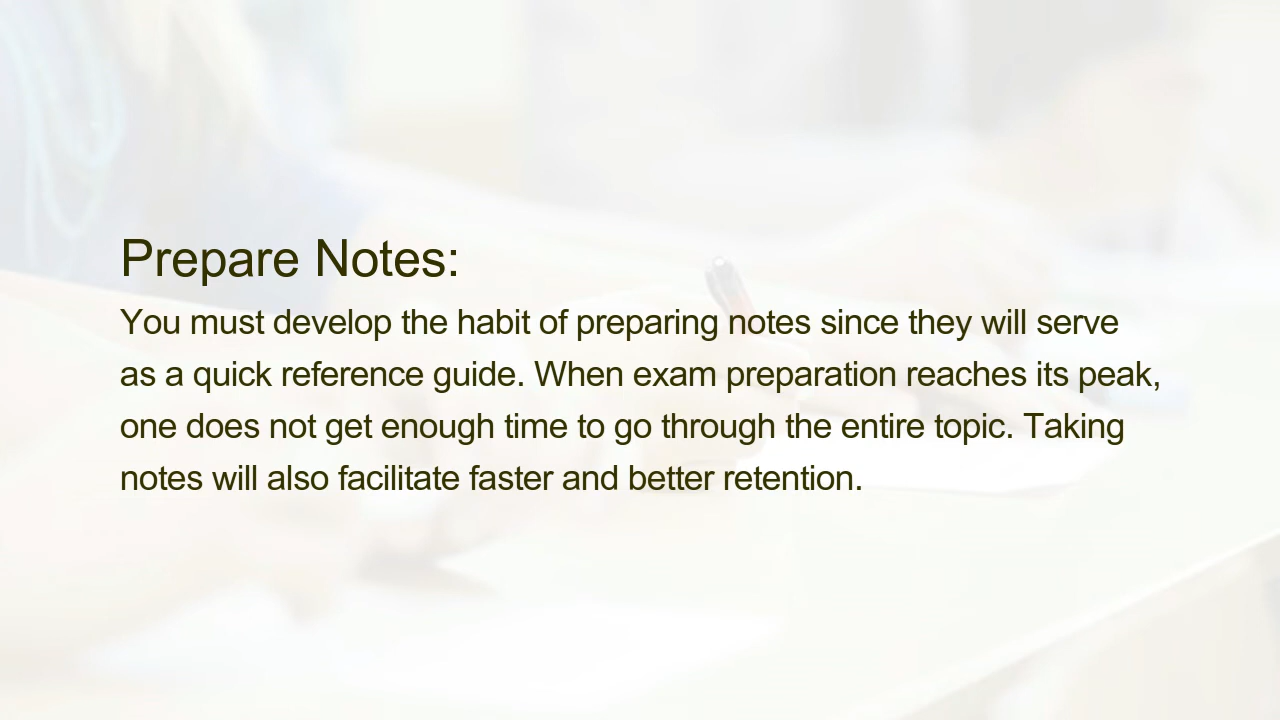 Prepare Notes:
You must develop the habit of preparing notes since they will serve
as a quick reference guide. When exam preparation reaches its peak,
one does not get enough time to go through the entire topic. Taking
notes will also facilitate faster and better retention.